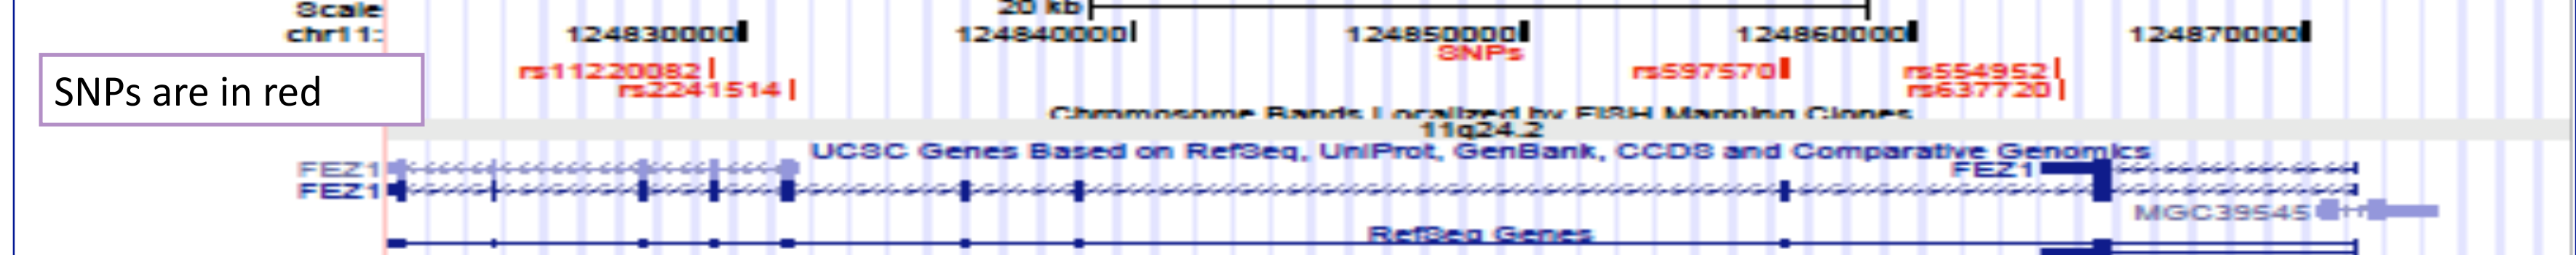 Scale 20 kb
chr11: 124830000 124840000 124850000 124860000 124870000
SNPs
rs11220082 rs597570 rs554952
rs2241514 rs637720
SNPs are in red
Chromosome Bands Localized by FISH Mapping Clones
11q24.2
UCSC Genes Based on RefSeq, UniProt, GenBank, CCDS and Comparative Genomics
FEZ1 FEZ1
FEZ1
MGC39545
RefSeq Genes